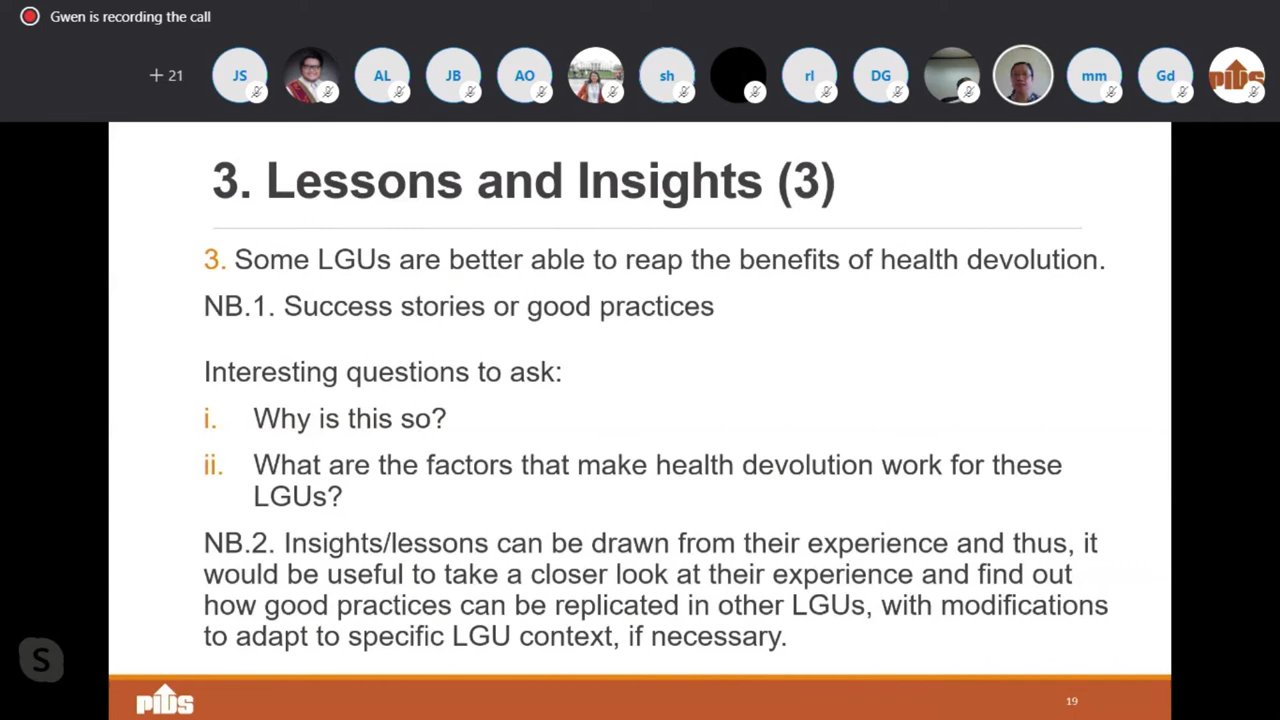 Gwen is recording the call
+ 21
JS
AL
JB
AO
sh
rl
DG
mm
Gd
PIDS
3. Lessons and Insights (3)
3. Some LGUs are better able to reap the benefits of health devolution.
NB.1. Success stories or good practices
Interesting questions to ask:
i. Why is this so?
ii. What are the factors that make health devolution work for these
LGUs?
NB.2. Insights/lessons can be drawn from their experience and thus, it
would be useful to take a closer look at their experience and find out
how good practices can be replicated in other LGUs, with modifications
to adapt to specific LGU context, if necessary.
S
PIDS
19